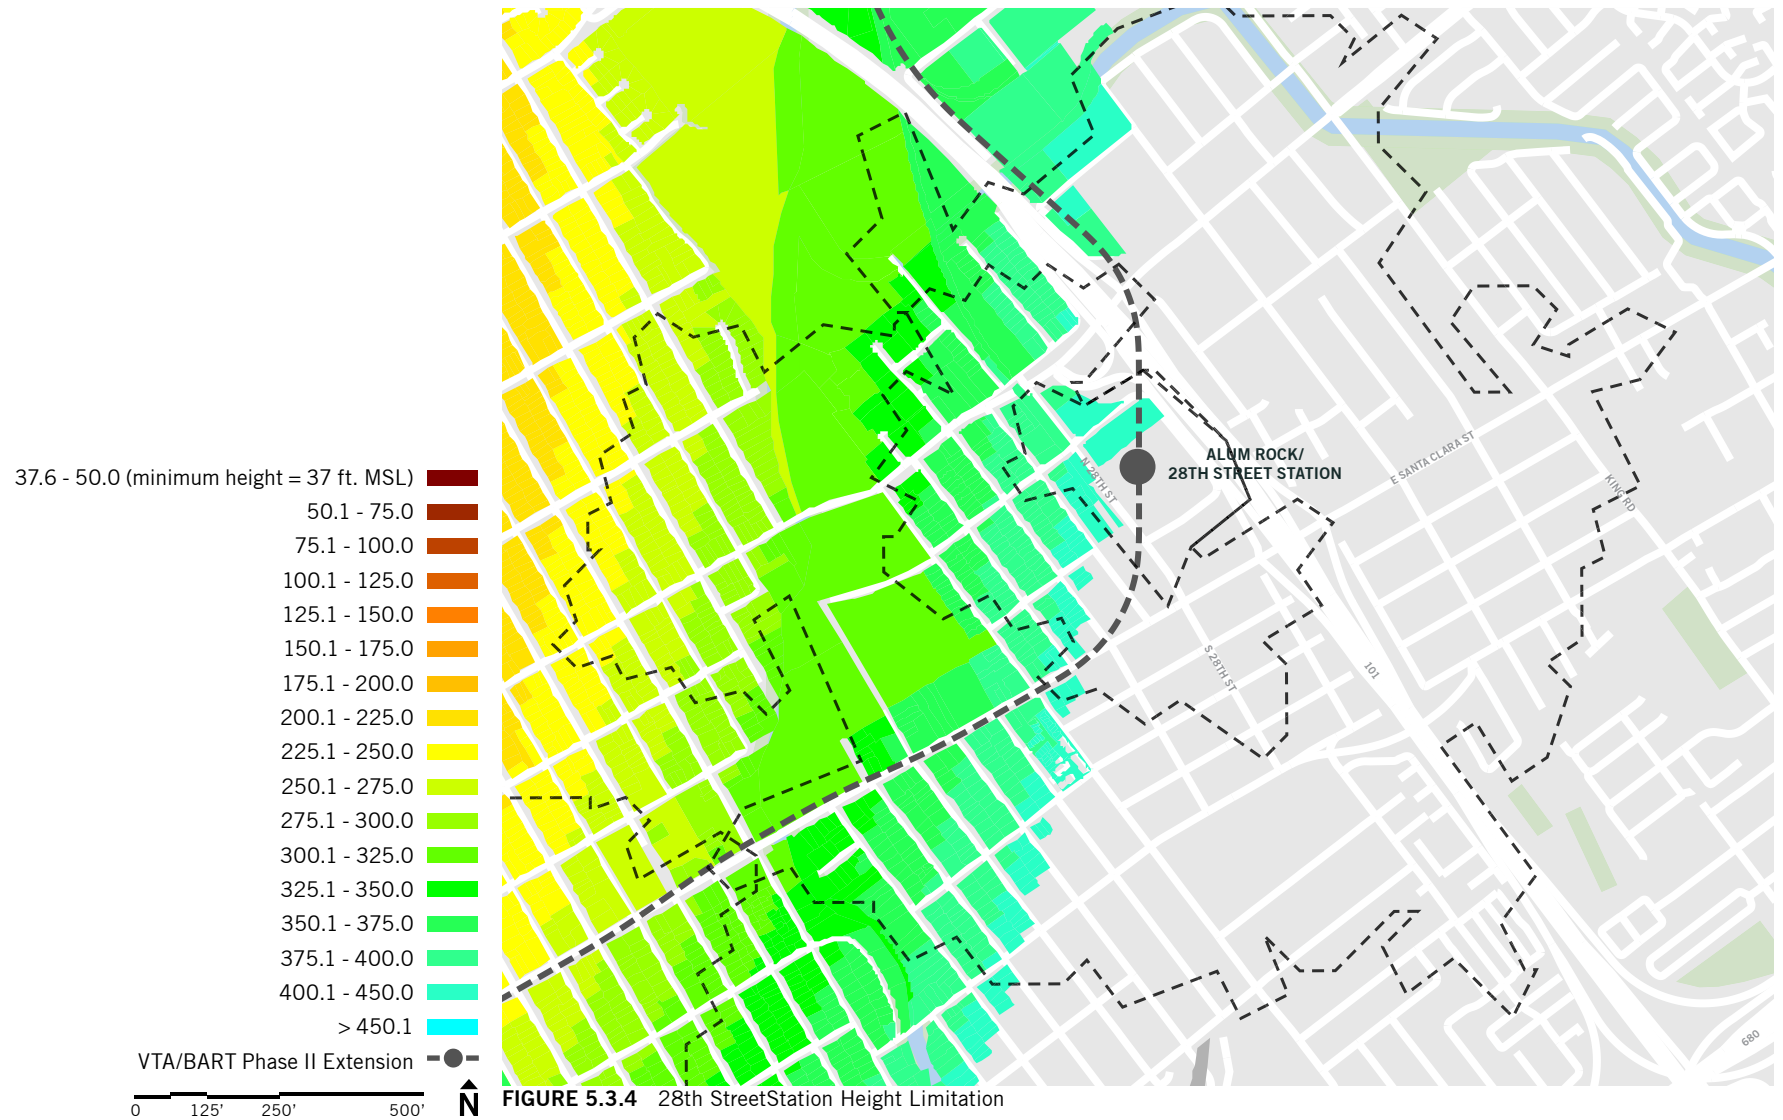 37.6 - 50.0 (minimum height = 37 ft. MSL)
50.1 - 75.0
75.1 - 100.0
100.1 - 125.0
125.1 - 150.0
150.1 - 175.0
175.1 - 200.0
200.1 - 225.0
225.1 - 250.0
250.1 - 275.0
275.1 - 300.0
300.1 - 325.0
325.1 - 350.0
350.1 - 375.0
375.1 - 400.0
400.1 - 450.0
> 450.1
VTA/BART Phase II Extension
0 125’ 250’ 500’
N
ALUM ROCK/
28TH STREET STATION
N 28TH ST
E SANTA CLARA ST
KING RD
S 28TH ST
101
680
FIGURE 5.3.4 28th StreetStation Height Limitation